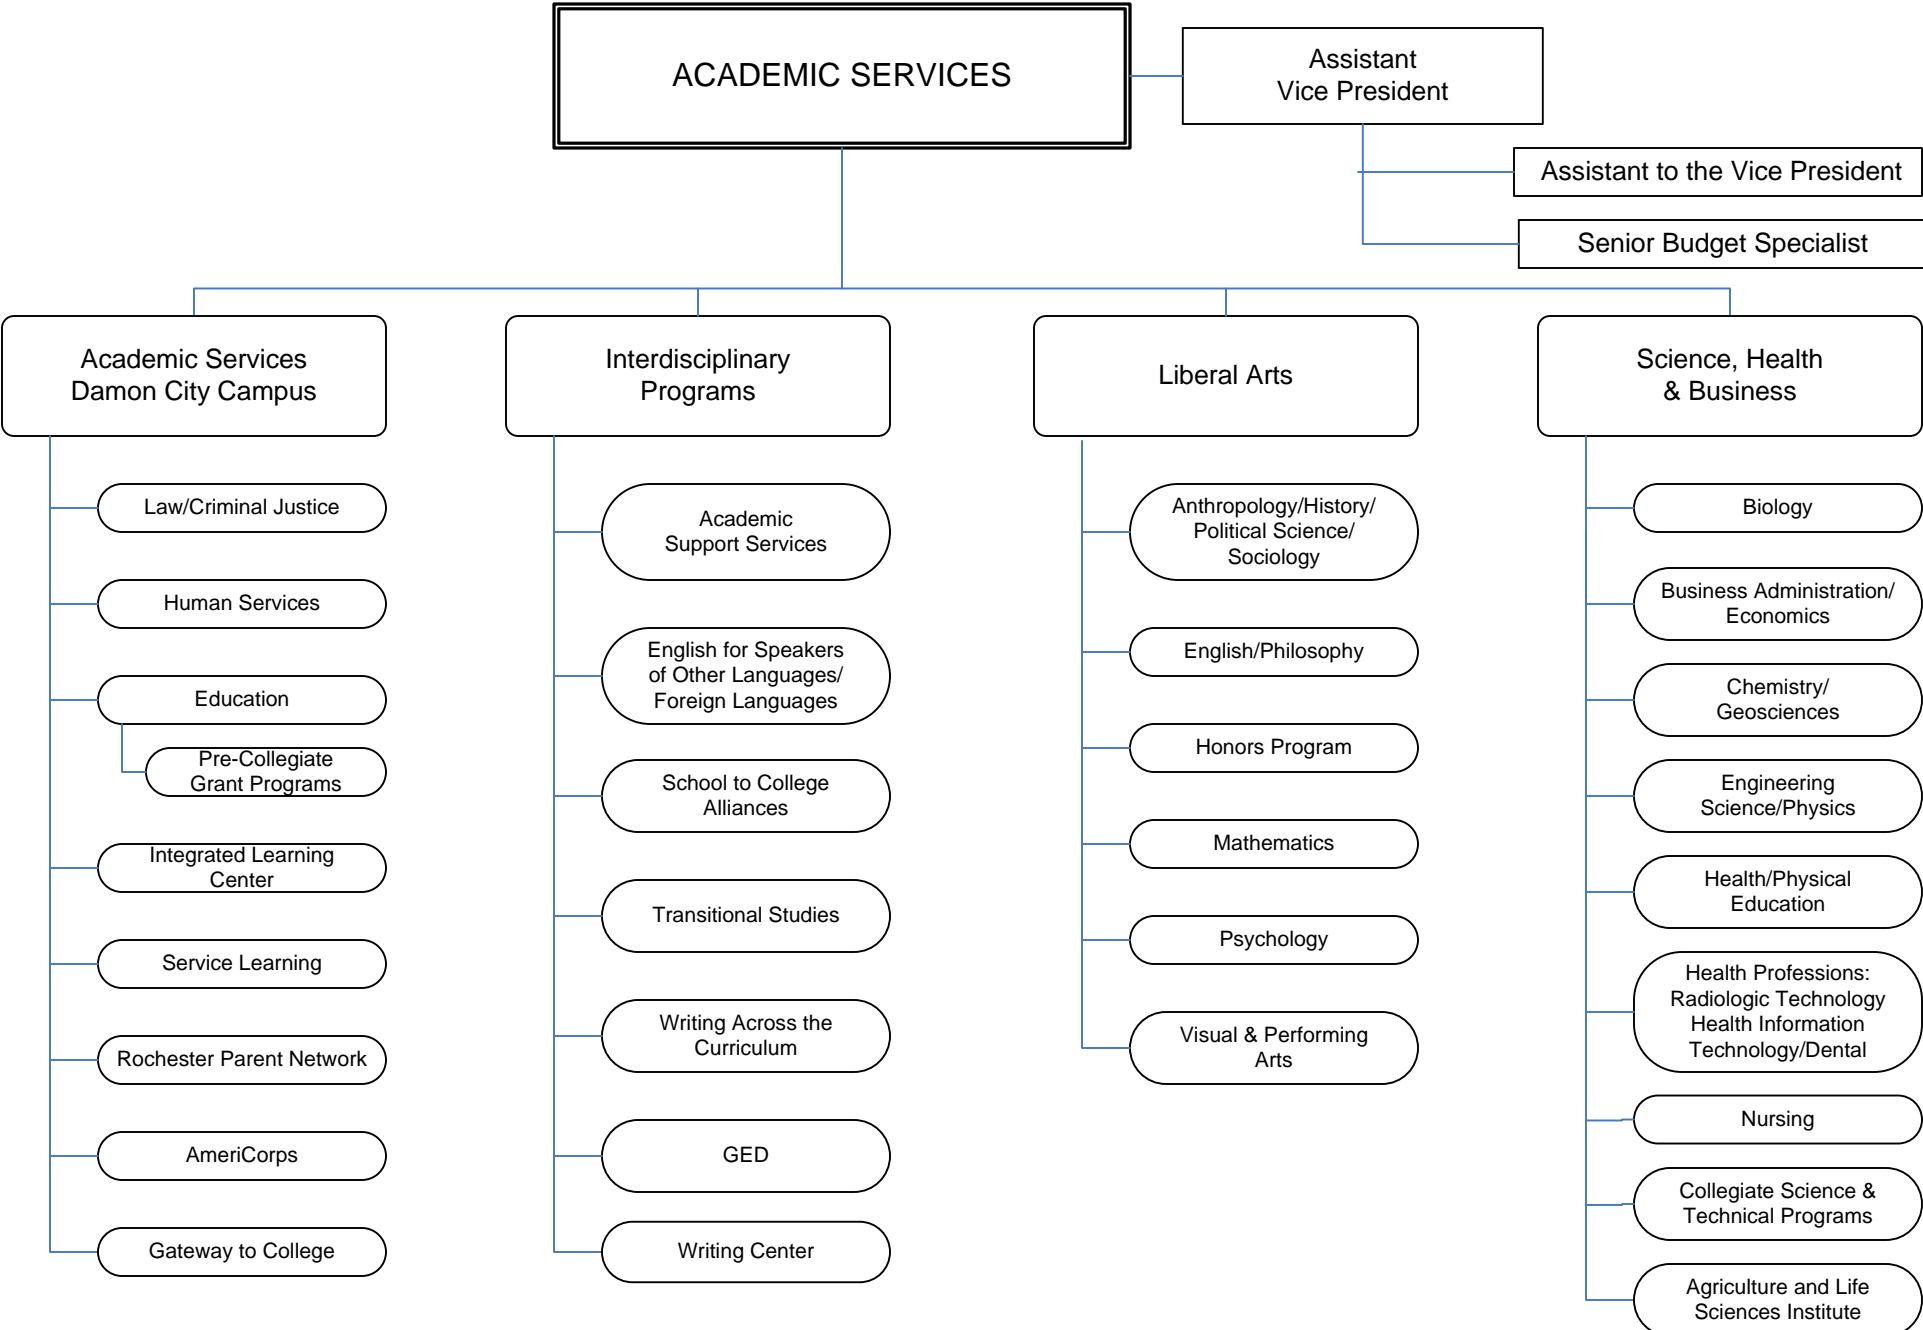 ACADEMIC SERVICES
Assistant
Vice President
Assistant to the Vice President
Senior Budget Specialist
Academic Services
Damon City Campus
Law/Criminal Justice
Human Services
Education
Pre-Collegiate
Grant Programs
Integrated Learning
Center
Service Learning
Rochester Parent Network
AmeriCorps
Gateway to College
Interdisciplinary
Programs
Academic
Support Services
English for Speakers
of Other Languages/
Foreign Languages
School to College
Alliances
Transitional Studies
Writing Across the
Curriculum
GED
Writing Center
Liberal Arts
Anthropology/History/
Political Science/
Sociology
English/Philosophy
Honors Program
Mathematics
Psychology
Visual & Performing
Arts
Science, Health
& Business
Biology
Business Administration/
Economics
Chemistry/
Geosciences
Engineering
Science/Physics
Health/Physical
Education
Health Professions:
Radiologic Technology
Health Information
Technology/Dental
Nursing
Collegiate Science &
Technical Programs
Agriculture and Life
Sciences Institute